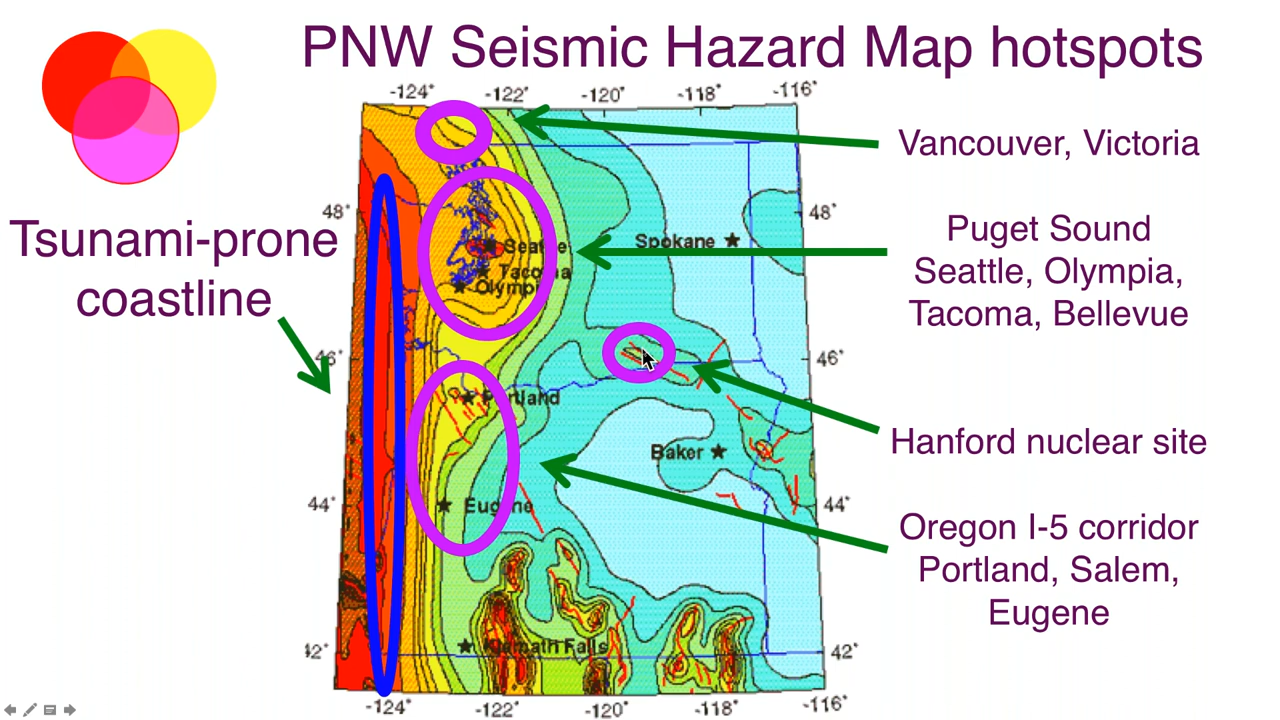 PNW Seismic Hazard Map hotspots
-124° -122° -120° -118° -116°
Vancouver, Victoria
48° 48°
Tsunami-prone
coastline
Puget Sound
Seattle, Olympia,
Tacoma, Bellevue
Seattle
Spokane
Tacoma
Olympi
46° 46°
Portland
Hanford nuclear site
Baker
44° 44°
Eugene
Oregon I-5 corridor
Portland, Salem,
Eugene
Klamath Falls
42° 42°
-124° -122° -120° -118° -116°